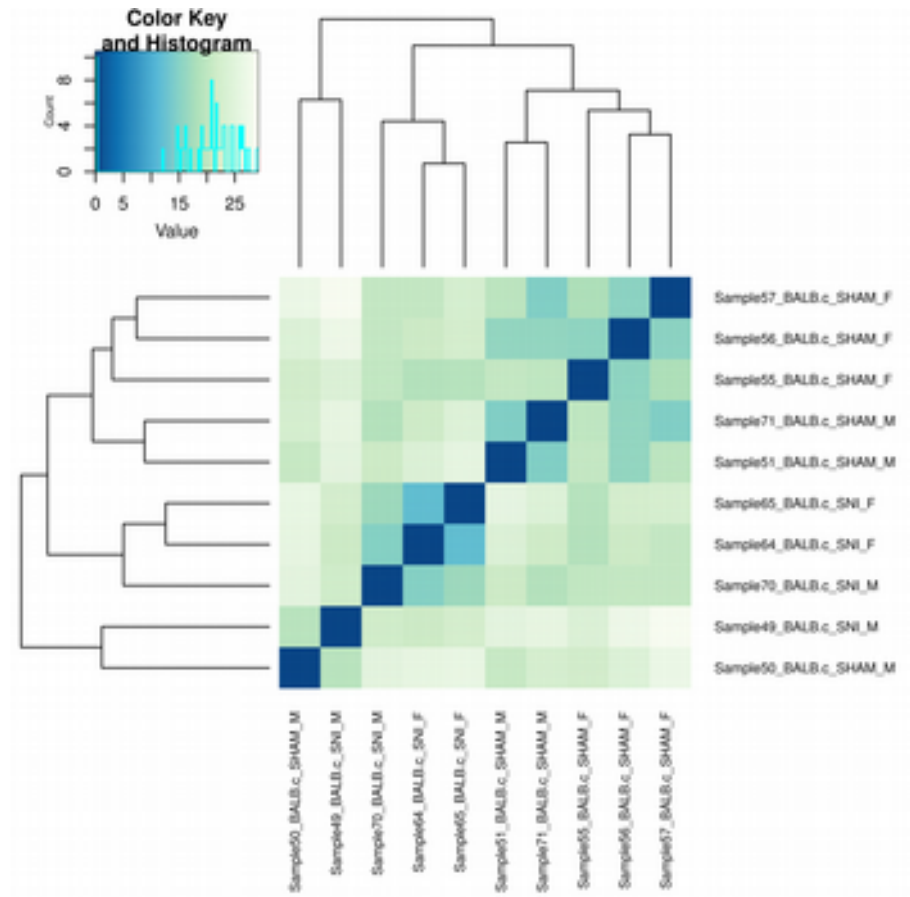 Color Key
and Histogram
Count
0 4 8
0 5 15 25
Value
Sample57_BALB.c_SHAM_F
Sample56_BALB.c_SHAM_F
Sample55_BALB.c_SHAM_F
Sample71_BALB.c_SHAM_M
Sample51_BALB.c_SHAM_M
Sample65_BALB.c_SNI_F
Sample64_BALB.c_SNI_F
Sample70_BALB.c_SNI_M
Sample49_BALB.c_SNI_M
Sample50_BALB.c_SHAM_M
Sample50_BALB.c_SHAM_M
Sample49_BALB.c_SNI_M
Sample70_BALB.c_SNI_M
Sample64_BALB.c_SNI_F
Sample65_BALB.c_SNI_F
Sample51_BALB.c_SHAM_M
Sample71_BALB.c_SHAM_M
Sample55_BALB.c_SHAM_F
Sample56_BALB.c_SHAM_F
Sample57_BALB.c_SHAM_F